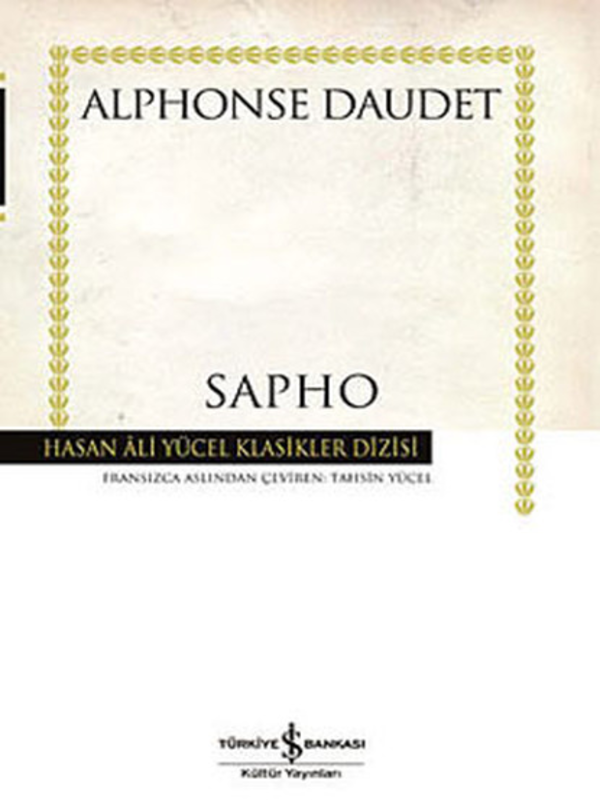 ALPHONSE DAUDET
SAPHO
HASAN ÂLİ YÜCEL KLASİKLER DİZİSİ
FRANSIZCA ASLINDAN ÇEVİREN: TAHSİN YÜCEL
TÜRKİYE İŞ BANKASI
Kültür Yayınları